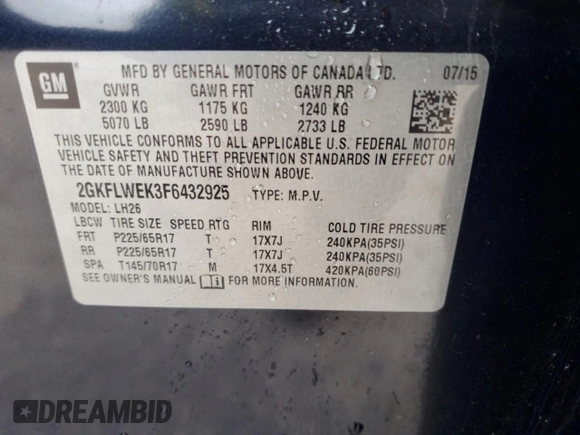 GM MFD BY GENERAL MOTORS OF CANADA LTD. 07/15
GVWR GAWR FRT GAWR RR
2300 KG 1175 KG 1240 KG
5070 LB 2590 LB 2733 LB
THIS VEHICLE CONFORMS TO ALL APPLICABLE U.S. FEDERAL MOTOR
VEHICLE SAFETY AND THEFT PREVENTION STANDARDS IN EFFECT ON
THE DATE OF MANUFACTURE SHOWN ABOVE.
2GKFLWEK3F6432925 TYPE: M.P.V.
MODEL: LH26
LBCW TIRE SIZE SPEED RTG RIM COLD TIRE PRESSURE
FRT P225/65R17 T 17X7J 240KPA(35PSI)
RR P225/65R17 T 17X7J 240KPA(35PSI)
SPA T145/70R17 M 17X4.5T 420KPA(60PSI)
SEE OWNER'S MANUAL FOR MORE INFORMATION.
DREAMBID